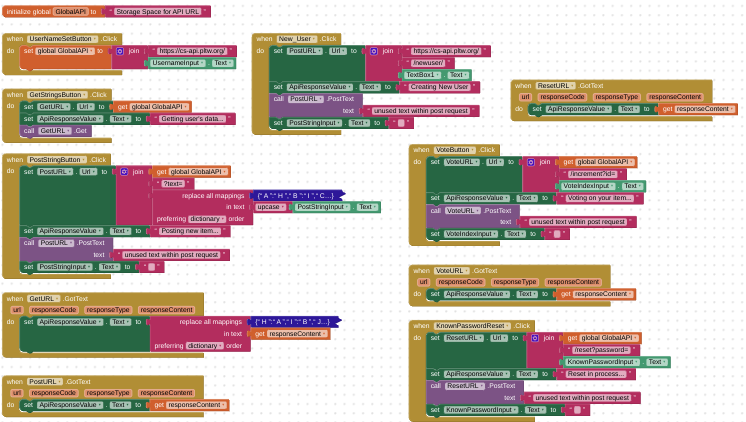 initialize global GlobalAPI to " Storage Space for API URL "
when UserNameSetButton .Click
do set global GlobalAPI to join " https://cs-api.pltw.org/ "
UsernameInput . Text
when GetStringsButton .Click
do set GetURL . Url to get global GlobalAPI
set ApiResponseValue . Text to " Getting user's data... "
call GetURL .Get
when PostStringButton .Click
do set PostURL . Url to join get global GlobalAPI
" ?text= "
replace all mappings {" A ":" H "," B ":" I "," C...}
in text upcase PostStringInput . Text
preferring dictionary order
set ApiResponseValue . Text to " Posting new item... "
call PostURL .PostText
text " unused text within post request "
set PostStringInput . Text to " "
when GetURL .GotText
url responseCode responseType responseContent
do set ApiResponseValue . Text to replace all mappings {" H ":" A "," I ":" B "," J...}
in text get responseContent
preferring dictionary order
when PostURL .GotText
url responseCode responseType responseContent
do set ApiResponseValue . Text to get responseContent
when New_User .Click
do set PostURL . Url to join " https://cs-api.pltw.org/ "
" /newuser/ "
TextBox1 . Text
set ApiResponseValue . Text to " Creating New User "
call PostURL .PostText
text " unused text within post request "
set PostStringInput . Text to " "
when ResetURL .GotText
url responseCode responseType responseContent
do set ApiResponseValue . Text to get responseContent
when VoteButton .Click
do set VoteURL . Url to join get global GlobalAPI
" /increment?id= "
VoteIndexInput . Text
set ApiResponseValue . Text to " Voting on your item... "
call VoteURL .PostText
text " unused text within post request "
set VoteIndexInput . Text to " "
when VoteURL .GotText
url responseCode responseType responseContent
do set ApiResponseValue . Text to get responseContent
when KnownPasswordReset .Click
do set ResetURL . Url to join get global GlobalAPI
" /reset?password= "
KnownPasswordInput . Text
set ApiResponseValue . Text to " Reset in process... "
call ResetURL .PostText
text " unused text within post request "
set KnownPasswordInput . Text to " "